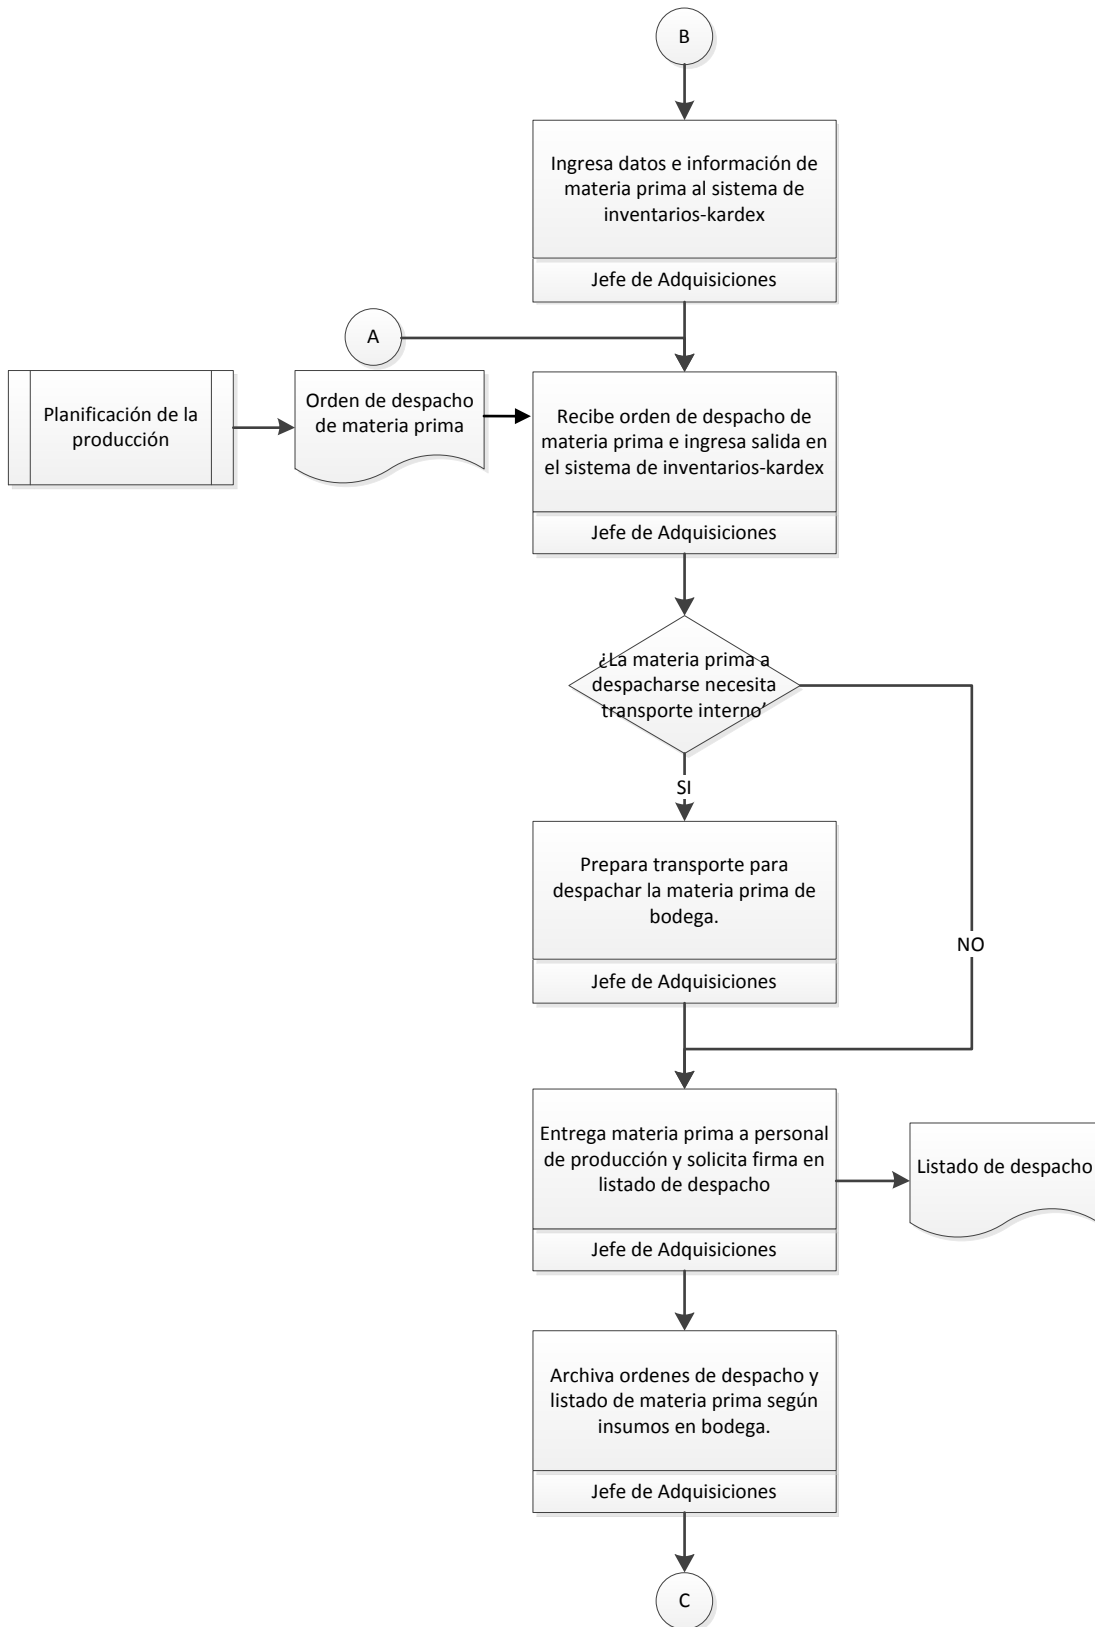 B
Ingresa datos e información de
materia prima al sistema de
inventarios-kardex
Jefe de Adquisiciones
A
Planificación de la
producción
Orden de despacho
de materia prima
Recibe orden de despacho de
materia prima e ingresa salida en
el sistema de inventarios-kardex
Jefe de Adquisiciones
¿La materia prima a
despacharse necesita
transporte interno’
SI
Prepara transporte para
despachar la materia prima de
bodega.
Jefe de Adquisiciones
NO
Entrega materia prima a personal
de producción y solicita firma en
listado de despacho
Jefe de Adquisiciones
Listado de despacho
Archiva ordenes de despacho y
listado de materia prima según
insumos en bodega.
Jefe de Adquisiciones
C